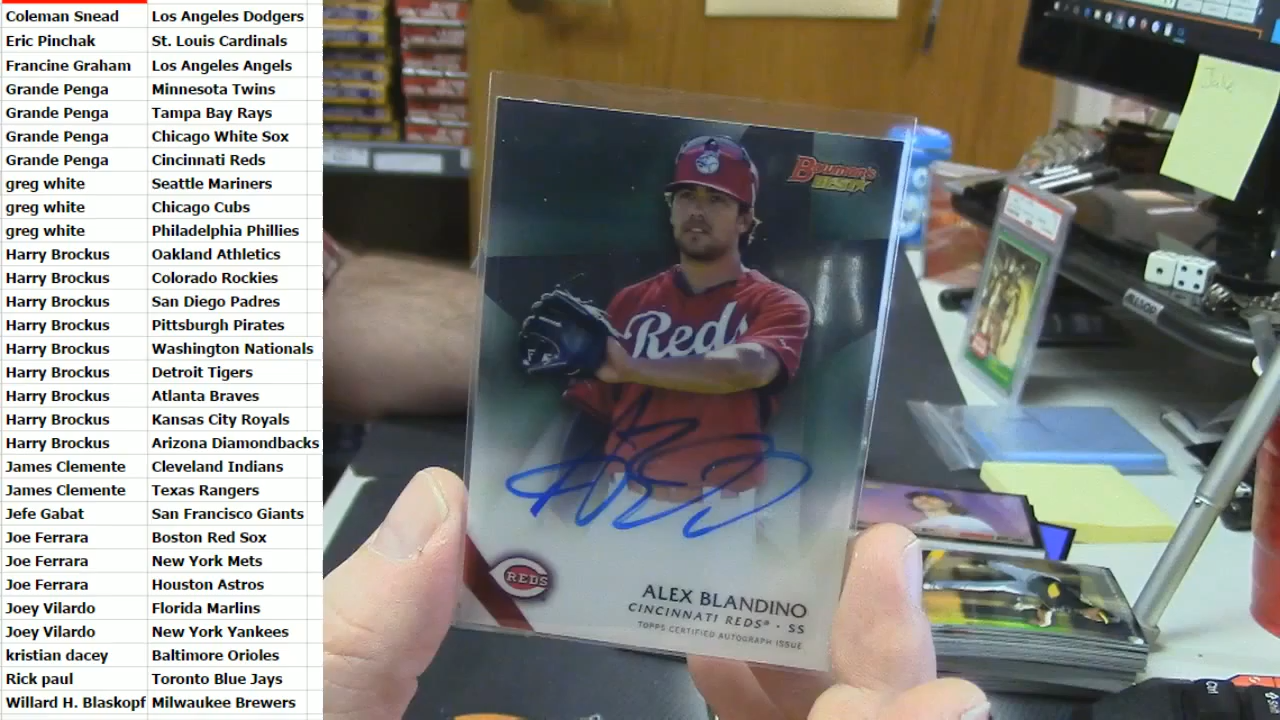 Coleman Snead Los Angeles Dodgers
Eric Pinchak St. Louis Cardinals
Francine Graham Los Angeles Angels
Grande Penga Minnesota Twins
Grande Penga Tampa Bay Rays
Grande Penga Chicago White Sox
Grande Penga Cincinnati Reds
greg white Seattle Mariners
greg white Chicago Cubs
greg white Philadelphia Phillies
Harry Brockus Oakland Athletics
Harry Brockus Colorado Rockies
Harry Brockus San Diego Padres
Harry Brockus Pittsburgh Pirates
Harry Brockus Washington Nationals
Harry Brockus Detroit Tigers
Harry Brockus Atlanta Braves
Harry Brockus Kansas City Royals
Harry Brockus Arizona Diamondbacks
James Clemente Cleveland Indians
James Clemente Texas Rangers
Jefe Gabat San Francisco Giants
Joe Ferrara Boston Red Sox
Joe Ferrara New York Mets
Joe Ferrara Houston Astros
Joey Vilardo Florida Marlins
Joey Vilardo New York Yankees
kristian dacey Baltimore Orioles
Rick paul Toronto Blue Jays
Willard H. Blaskopf Milwaukee Brewers
Bowman's
BEST
Reds
REDS
ALEX BLANDINO
CINCINNATI REDS® · SS
TOPPS CERTIFIED AUTOGRAPH ISSUE
ALLSOP
Ctrl